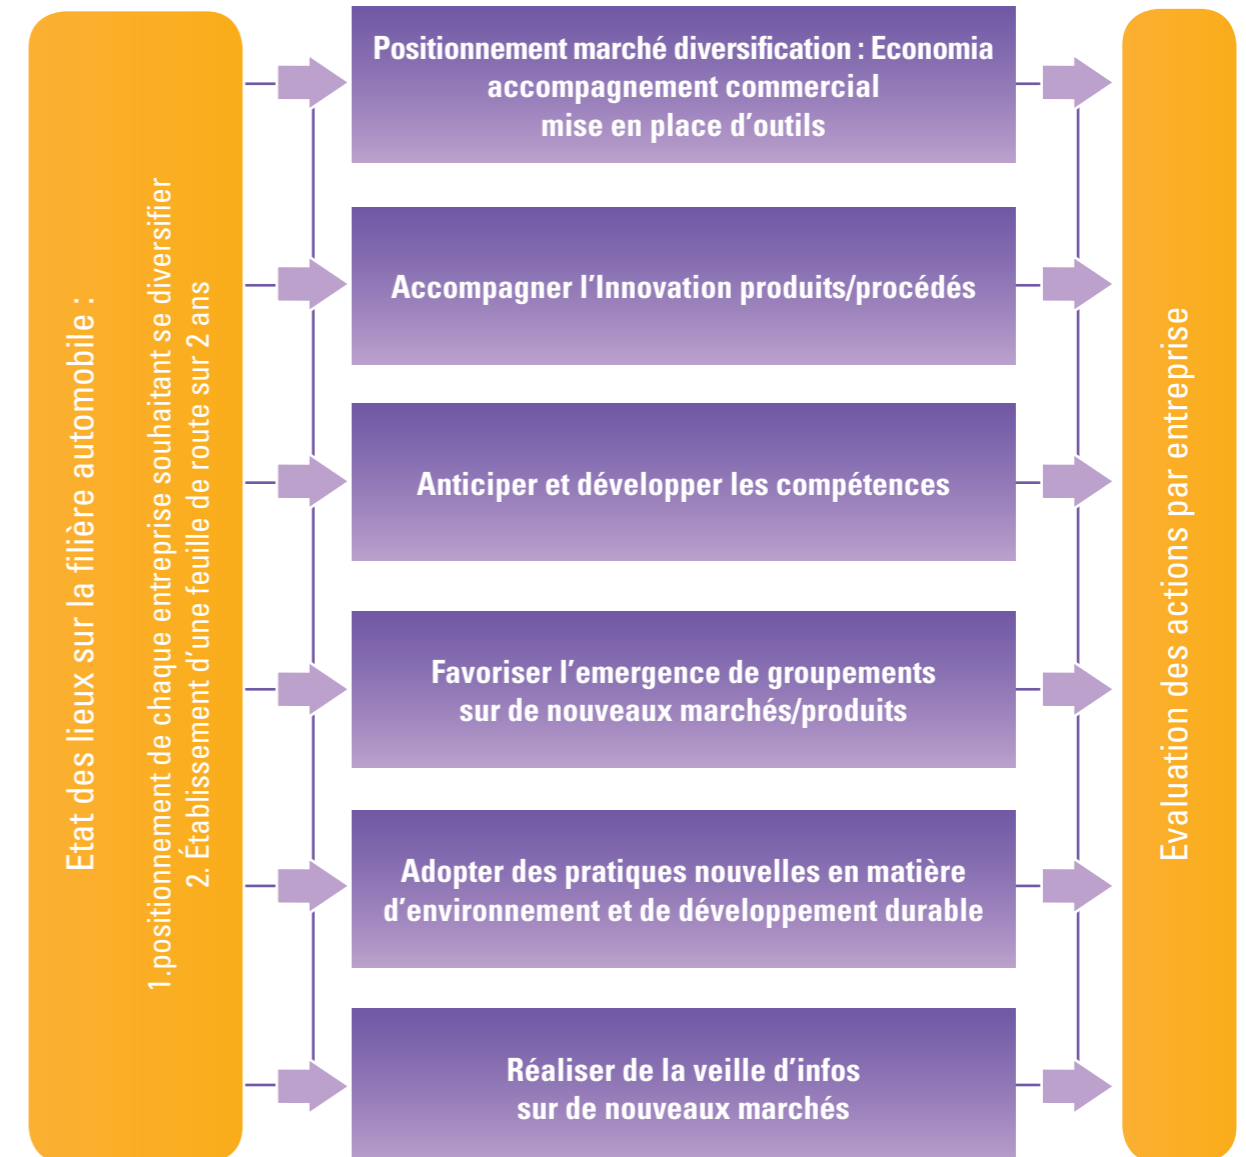 Etat des lieux sur la filière automobile :
1.positionnement de chaque entreprise souhaitant se diversifier
2. Établissement d’une feuille de route sur 2 ans
Positionnement marché diversification : Economia
accompagnement commercial
mise en place d’outils
Accompagner l’Innovation produits/procédés
Anticiper et développer les compétences
Favoriser l’emergence de groupements
sur de nouveaux marchés/produits
Adopter des pratiques nouvelles en matière
d’environnement et de développement durable
Réaliser de la veille d’infos
sur de nouveaux marchés
Evaluation des actions par entreprise